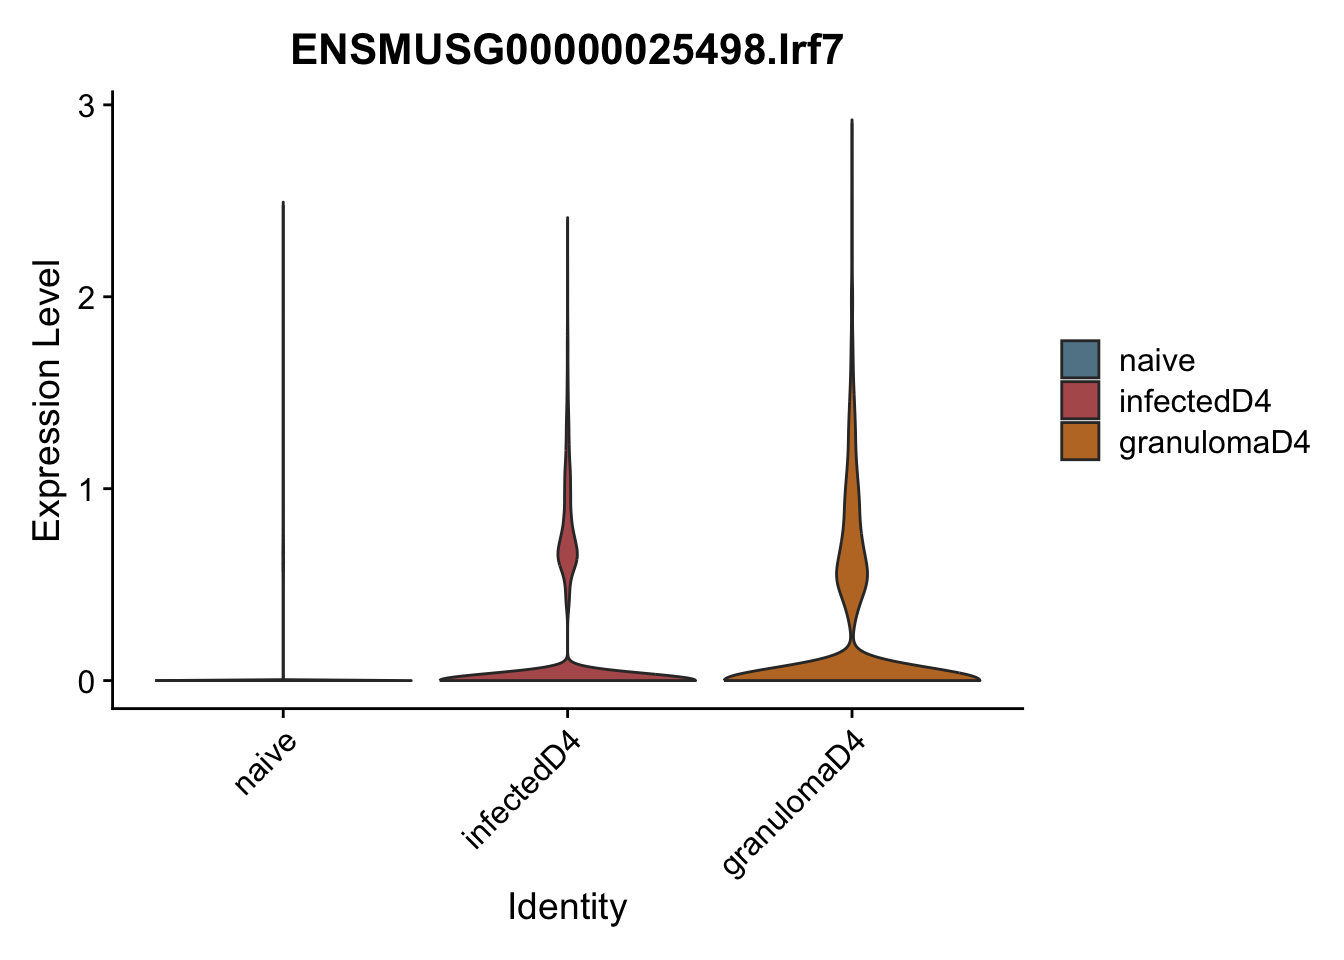 ENSMUSG00000025498.Irf7
Expression Level
3
2
1
0
naive
infectedD4
granulomaD4
Identity
naive
infectedD4
granulomaD4